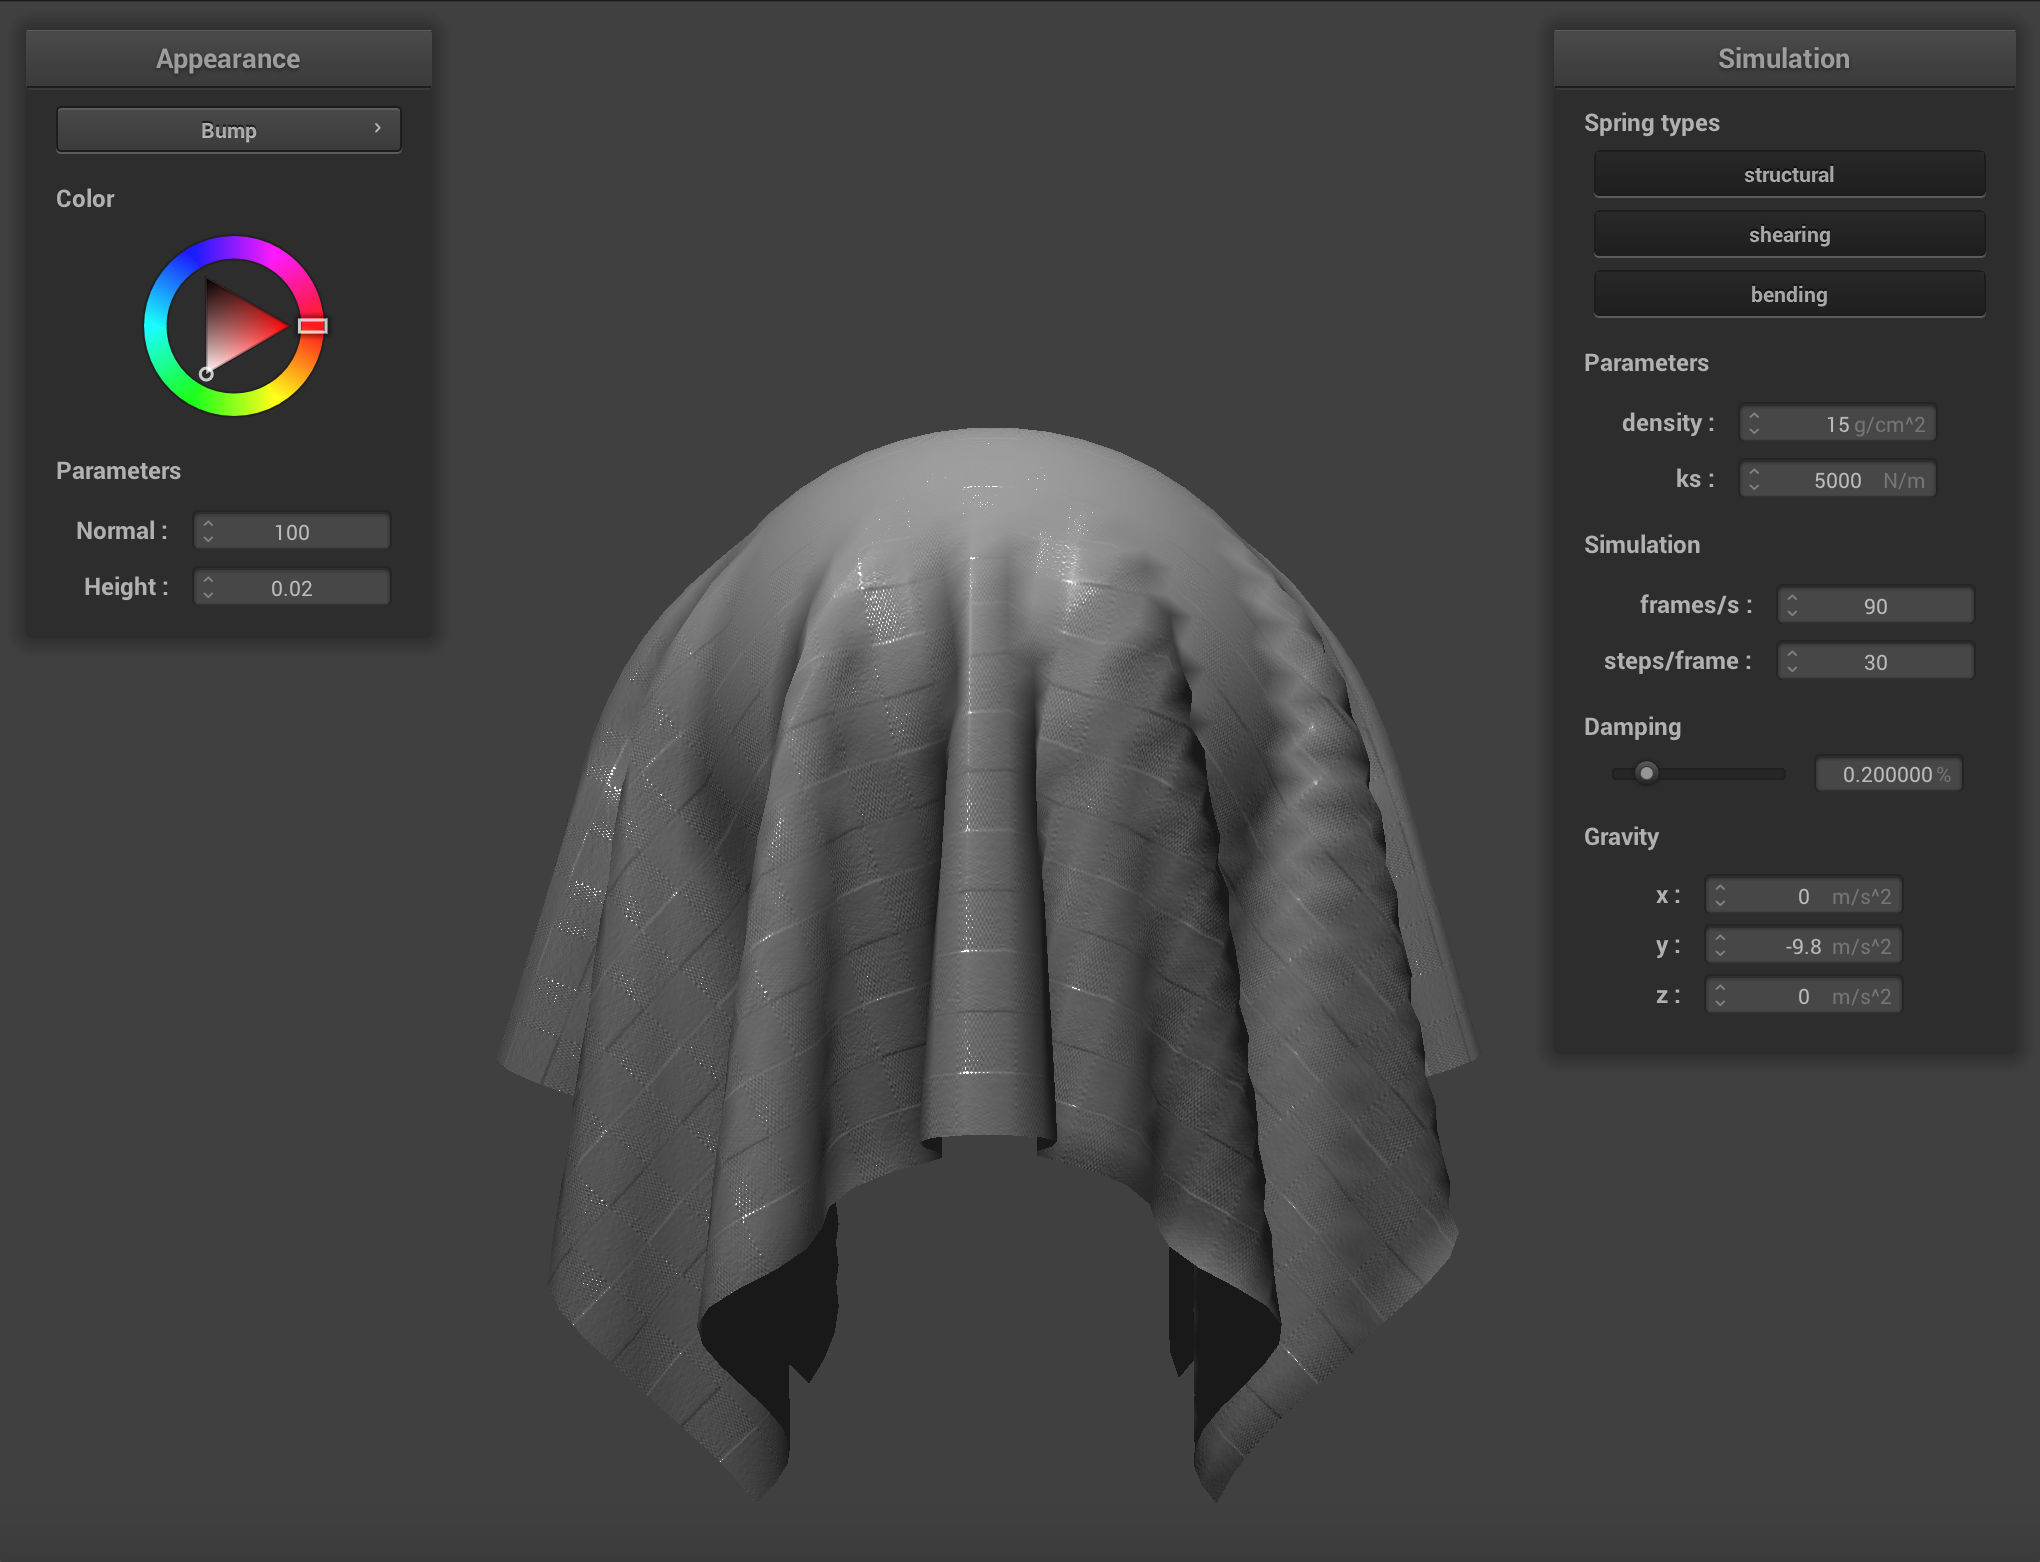 Appearance
Bump
Color
Parameters
Normal : 100
Height : 0.02
Simulation
Spring types
structural
shearing
bending
Parameters
density : 15 g/cm^2
ks : 5000 N/m
Simulation
frames/s : 90
steps/frame : 30
Damping
0.200000 %
Gravity
x : 0 m/s^2
y : -9.8 m/s^2
z : 0 m/s^2